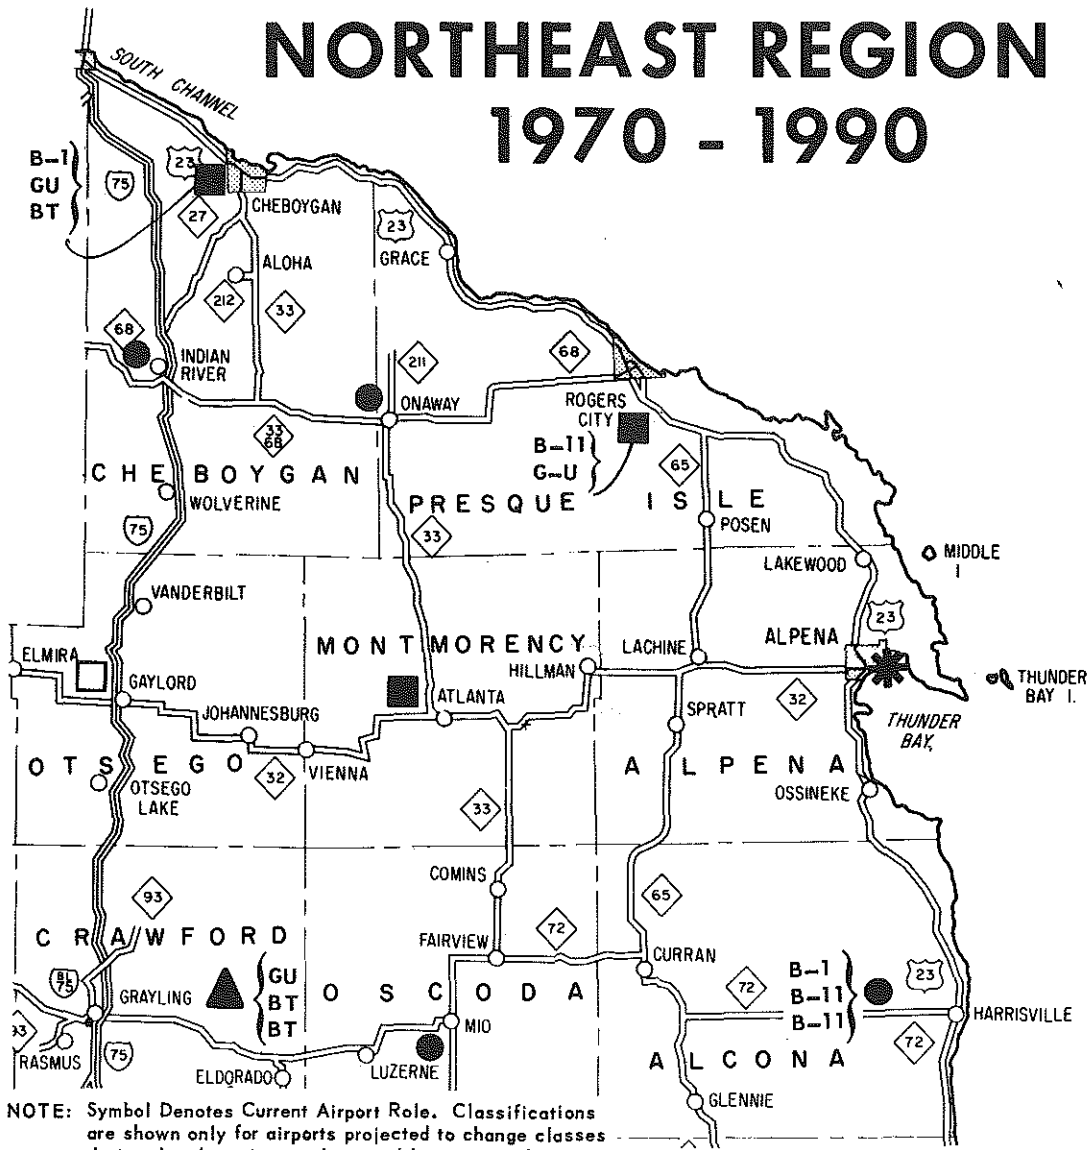 NORTHEAST REGION
1970 - 1990
SOUTH CHANNEL
B-1
GU
BT
75
23
27
CHEBOYGAN
23
GRACE
ALOHA
212
33
68
INDIAN
RIVER
211
68
ONAWAY
ROGERS
CITY
B-11
G-U
33
68
65
CHEBOYGAN
WOLVERINE
PRESQUE ISLE
POSEN
75
33
LAKEWOOD
MIDDLE
I
VANDERBILT
23
ELMIRA
MONTMORENCY
LACHINE
ALPENA
HILLMAN
GAYLORD
ATLANTA
THUNDER
BAY I.
JOHANNESBURG
SPRATT
32
THUNDER
BAY
OTSEGO
32
VIENNA
ALPENA
OTSEGO
LAKE
33
OSSINEKE
COMINS
93
65
CRAWFORD
FAIRVIEW
72
CURRAN
BL
75
GRAYLING
GU
BT
BT
OSCODA
72
B-1
B-11
B-11
23
HARRISVILLE
93
RASMUS
75
MIO
72
ELDORADO
LUZERNE
ALCONA
GLENNIE
NOTE: Symbol Denotes Current Airport Role. Classifications
are shown only for airports projected to change classes